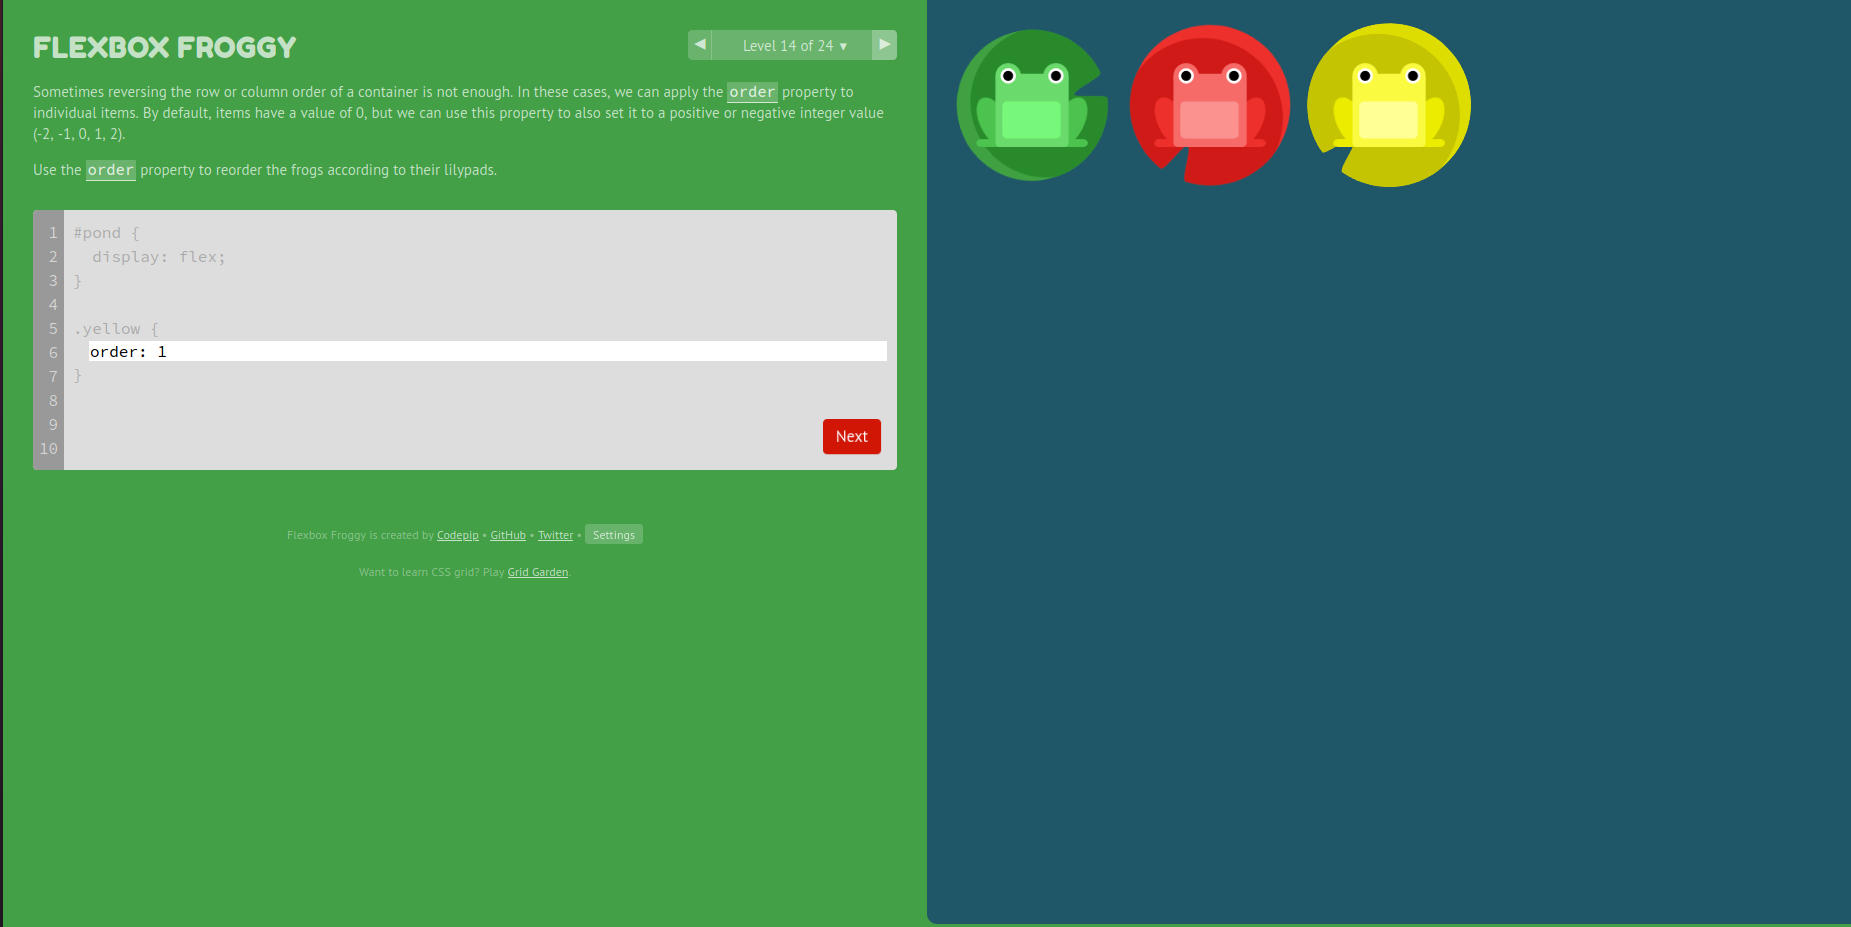 FLEXBOX FROGGY
◀ Level 14 of 24 ▾ ▶
Sometimes reversing the row or column order of a container is not enough. In these cases, we can apply the order property to
individual items. By default, items have a value of 0, but we can use this property to also set it to a positive or negative integer value
(-2, -1, 0, 1, 2).
Use the order property to reorder the frogs according to their lilypads.
1 #pond {
2 display: flex;
3 }
4
5 .yellow {
6 order: 1
7 }
8
9
10
Next
Flexbox Froggy is created by Codepip • GitHub • Twitter • Settings
Want to learn CSS grid? Play Grid Garden.